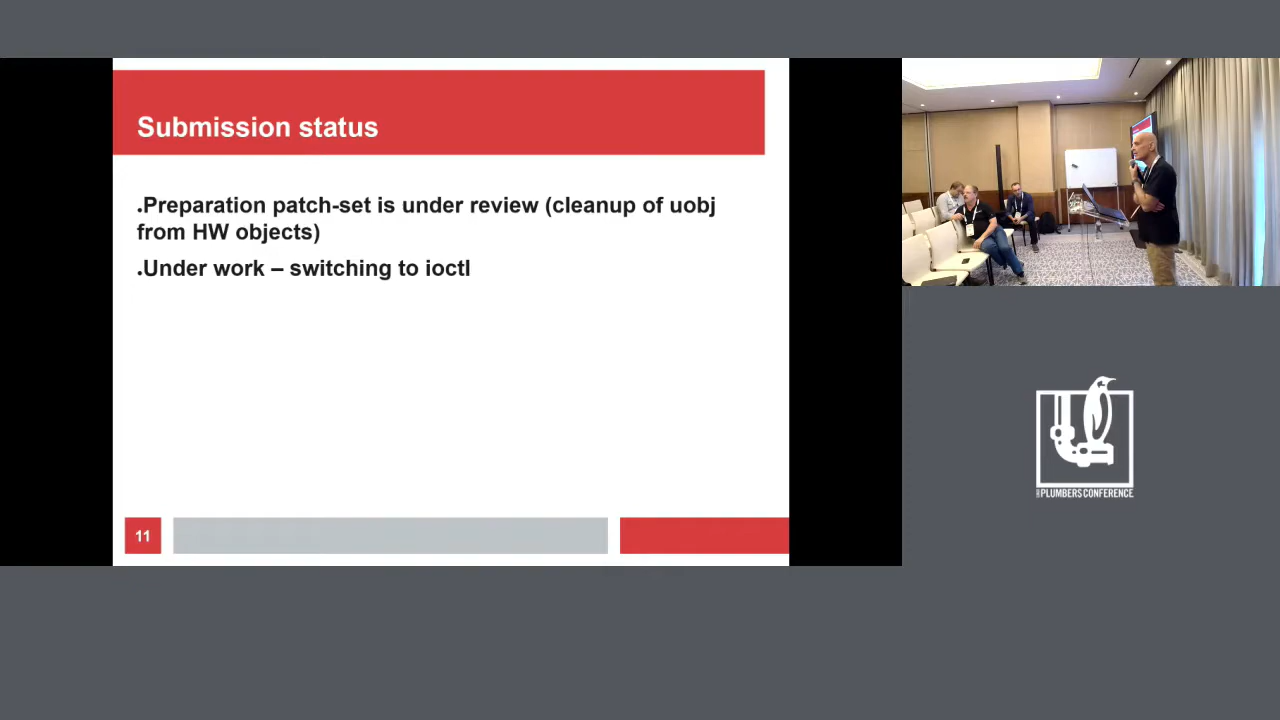 Submission status
.Preparation patch-set is under review (cleanup of uobj
from HW objects)
.Under work – switching to ioctl
11
PLUMBERS CONFERENCE